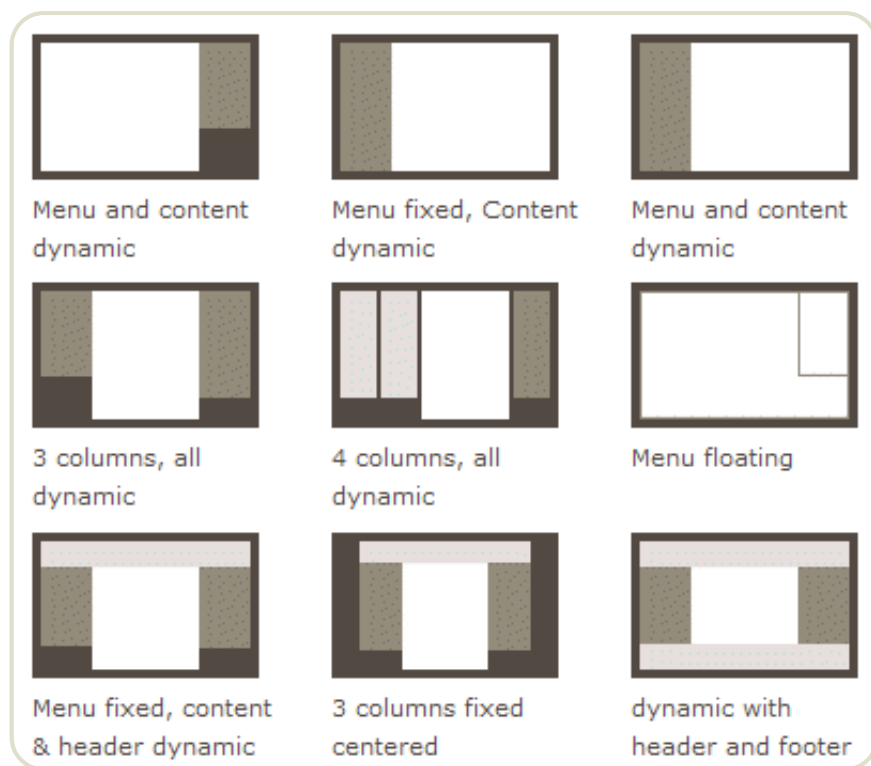 Menu and content
dynamic
Menu fixed, Content
dynamic
Menu and content
dynamic
3 columns, all
dynamic
4 columns, all
dynamic
Menu floating
Menu fixed, content
& header dynamic
3 columns fixed
centered
dynamic with
header and footer